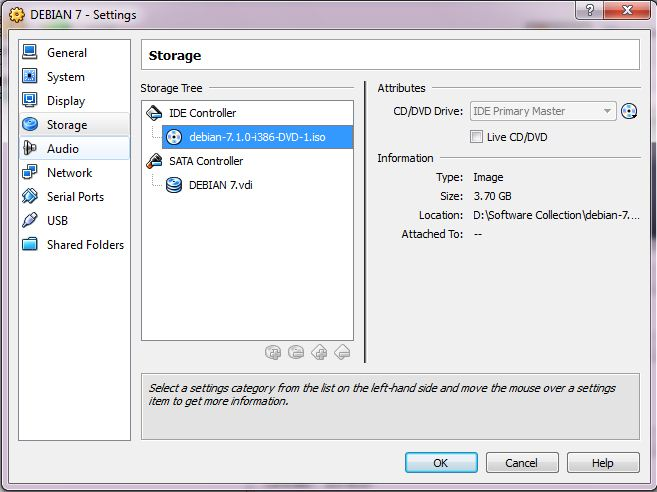 DEBIAN 7 - Settings
General
System
Display
Storage
Audio
Network
Serial Ports
USB
Shared Folders
Storage
Storage Tree
IDE Controller
debian-7.1.0-i386-DVD-1.iso
SATA Controller
DEBIAN 7.vdi
Attributes
CD/DVD Drive: IDE Primary Master
Live CD/DVD
Information
Type: Image
Size: 3.70 GB
Location: D:\Software Collection\debian-7....
Attached To: --
Select a settings category from the list on the left-hand side and move the mouse over a settings
item to get more information.
OK Cancel Help